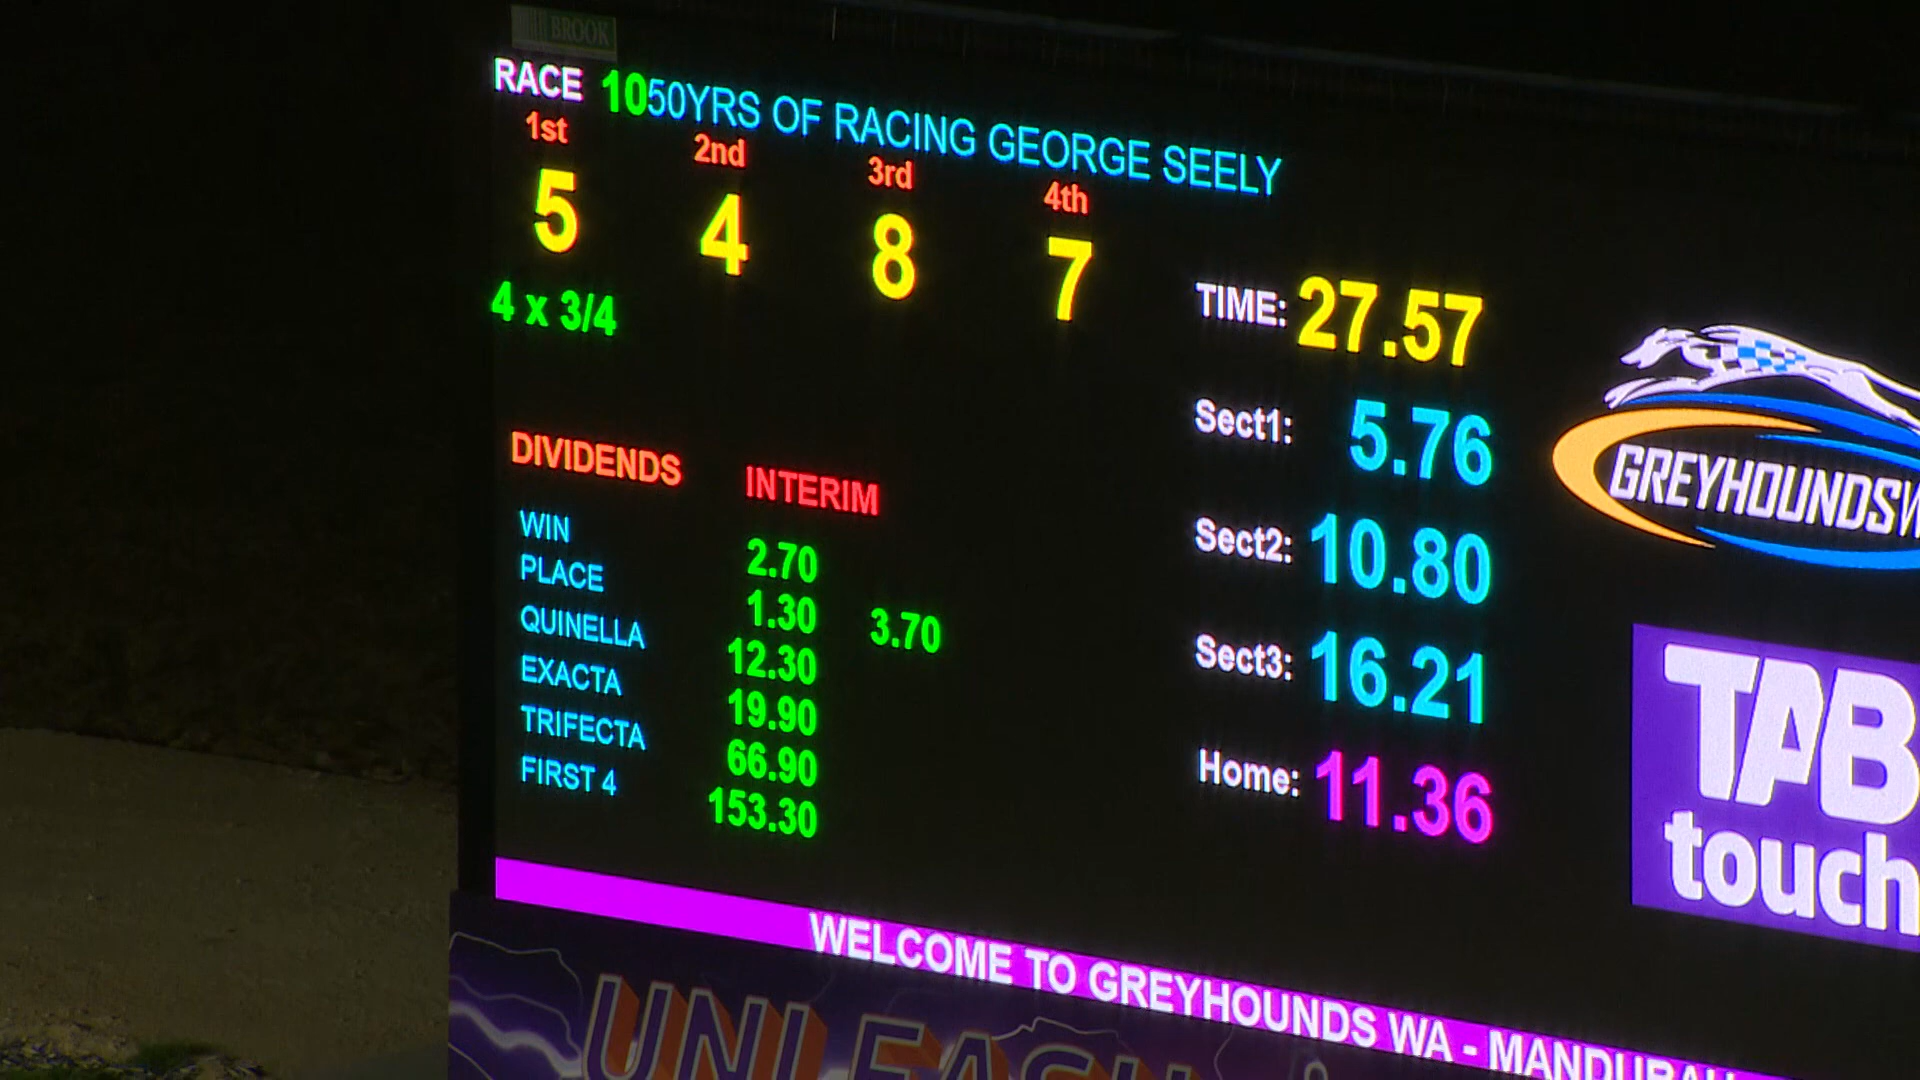 BROOK
RACE 10 50YRS OF RACING GEORGE SEELY
1st 2nd 3rd 4th
5 4 8 7
4 x 3/4
TIME: 27.57
Sect1: 5.76
Sect2: 10.80
Sect3: 16.21
Home: 11.36
DIVIDENDS INTERIM
WIN 2.70
PLACE 1.30 3.70
QUINELLA 12.30
EXACTA 19.90
TRIFECTA 66.90
FIRST 4 153.30
GREYHOUNDSW
TAB
touch
WELCOME TO GREYHOUNDS WA - MANDURAH
UNLEASH